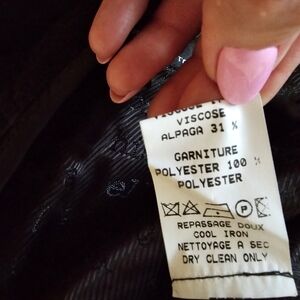 VISCOSE
ALPAGA 31 %
GARNITURE
POLYESTER 100 %
POLYESTER
P
REPASSAGE DOUX
COOL IRON
NETTOYAGE A SEC
DRY CLEAN ONLY